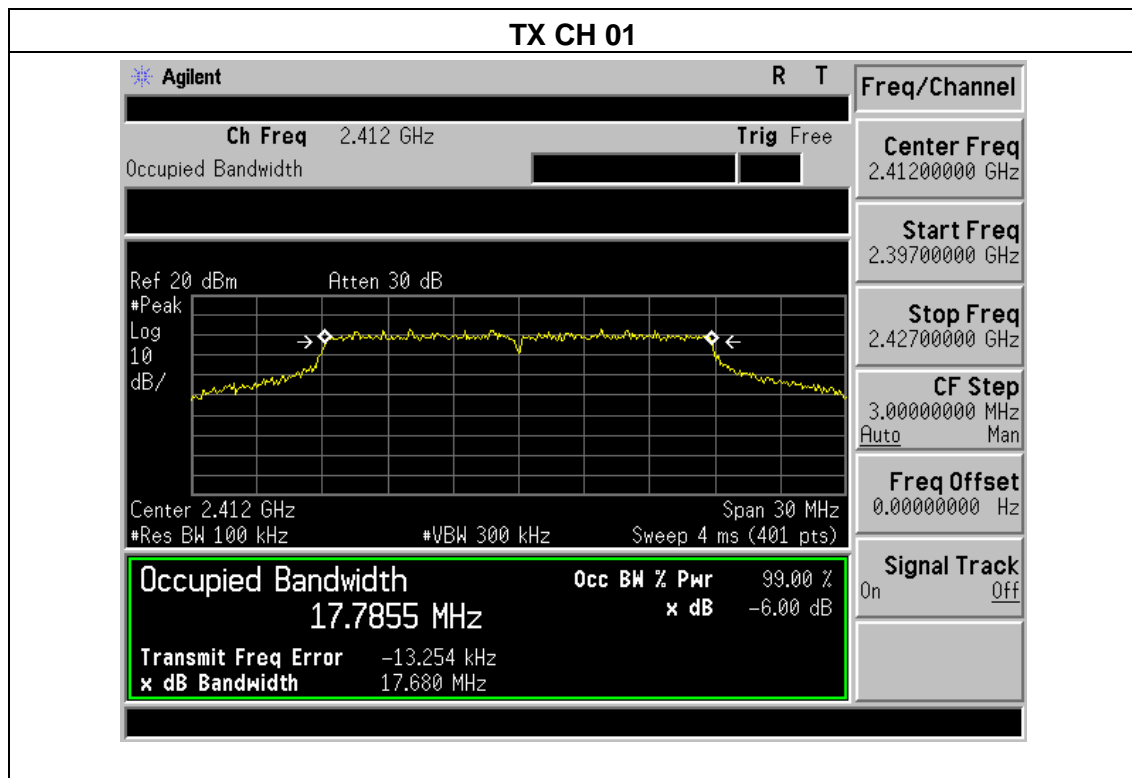 TX CH 01
Agilent R T
Ch Freq 2.412 GHz Trig Free
Occupied Bandwidth
Ref 20 dBm Atten 30 dB
#Peak
Log
10
dB/
Center 2.412 GHz Span 30 MHz
#Res BW 100 kHz #VBW 300 kHz Sweep 4 ms (401 pts)
Occupied Bandwidth Occ BW % Pwr 99.00 %
17.7855 MHz x dB -6.00 dB
Transmit Freq Error -13.254 kHz
x dB Bandwidth 17.680 MHz
Freq/Channel
Center Freq
2.41200000 GHz
Start Freq
2.39700000 GHz
Stop Freq
2.42700000 GHz
CF Step
3.00000000 MHz
Auto Man
Freq Offset
0.00000000 Hz
Signal Track
On Off